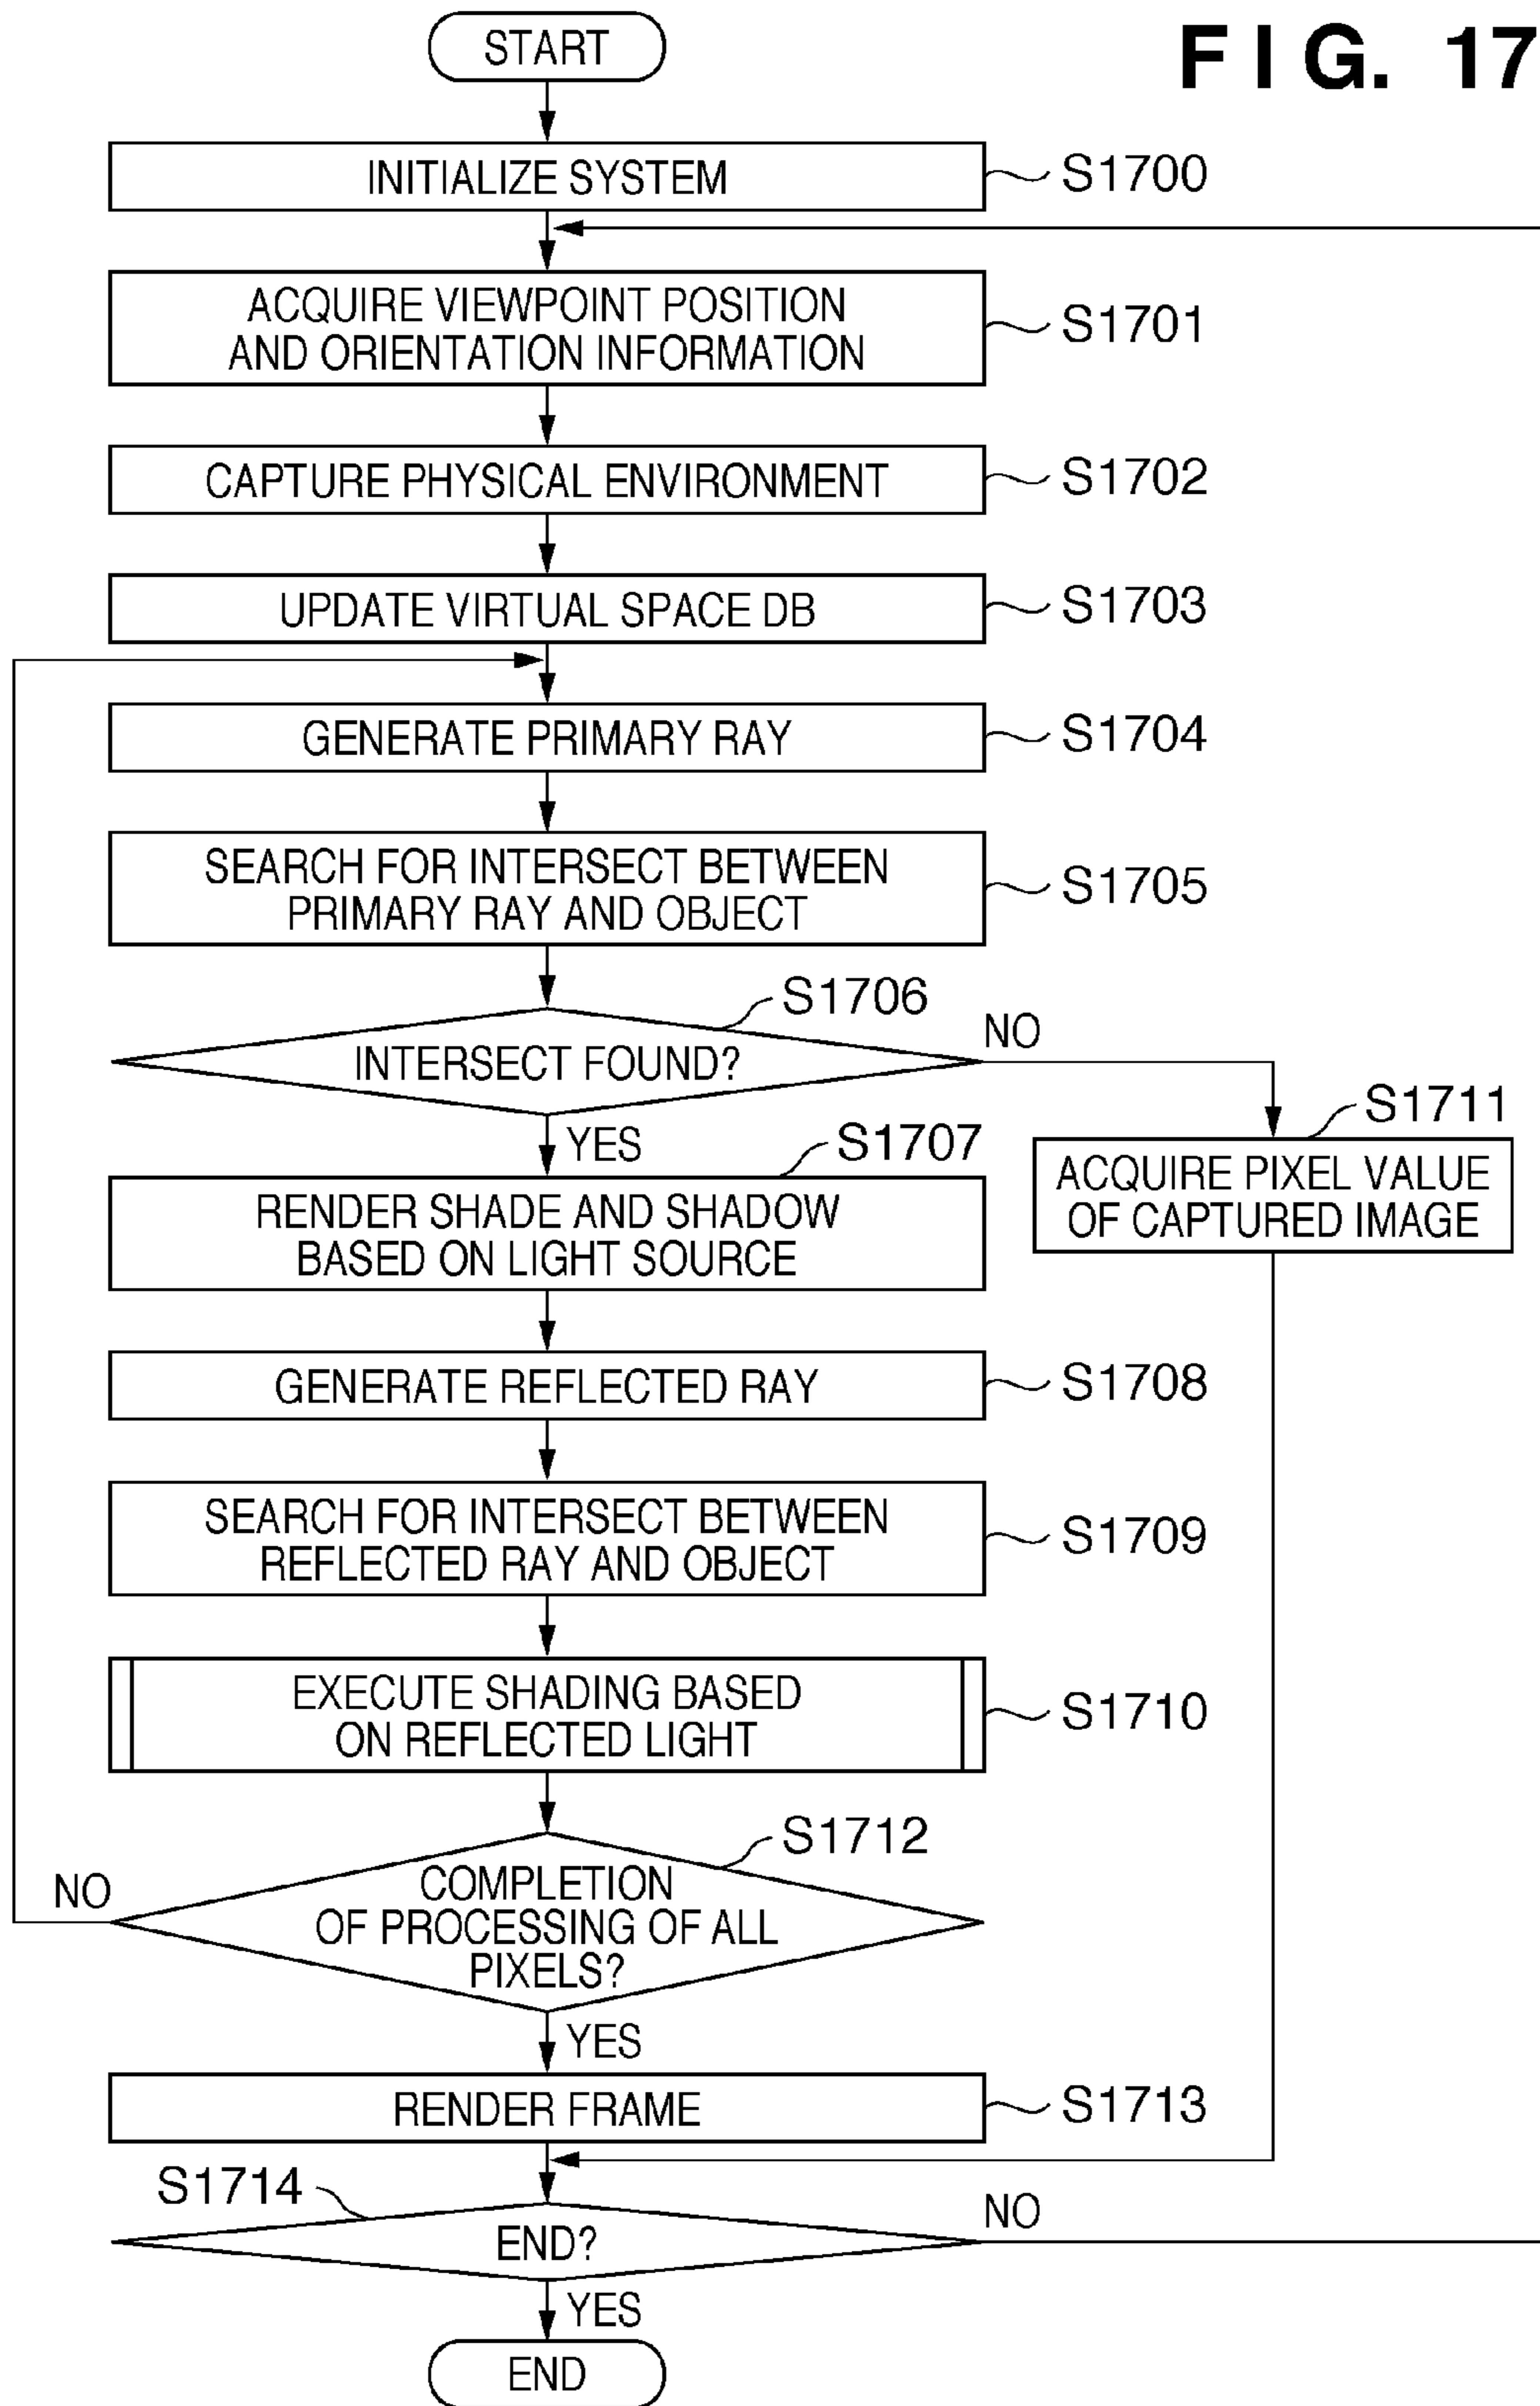 FIG. 17
START
INITIALIZE SYSTEM
S1700
ACQUIRE VIEWPOINT POSITION
AND ORIENTATION INFORMATION
S1701
CAPTURE PHYSICAL ENVIRONMENT
S1702
UPDATE VIRTUAL SPACE DB
S1703
GENERATE PRIMARY RAY
S1704
SEARCH FOR INTERSECT BETWEEN
PRIMARY RAY AND OBJECT
S1705
S1706
INTERSECT FOUND?
NO
YES
S1711
ACQUIRE PIXEL VALUE
OF CAPTURED IMAGE
S1707
RENDER SHADE AND SHADOW
BASED ON LIGHT SOURCE
GENERATE REFLECTED RAY
S1708
SEARCH FOR INTERSECT BETWEEN
REFLECTED RAY AND OBJECT
S1709
EXECUTE SHADING BASED
ON REFLECTED LIGHT
S1710
S1712
COMPLETION
OF PROCESSING OF ALL
PIXELS?
NO
YES
RENDER FRAME
S1713
S1714
END?
NO
YES
END